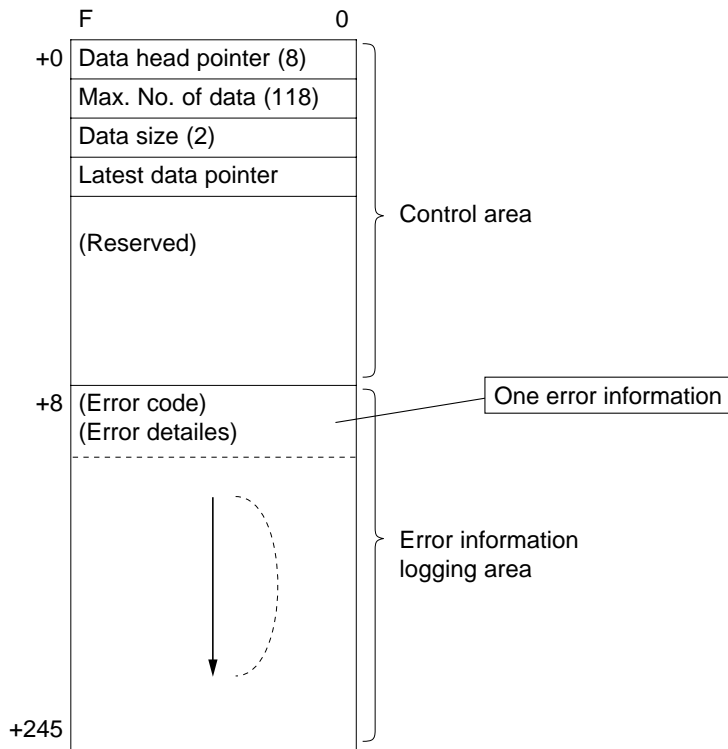 F 0
+0 Data head pointer (8)
Max. No. of data (118)
Data size (2)
Latest data pointer
Control area
(Reserved)
+8 (Error code)
One error information
(Error detailes)
Error information
logging area
+245